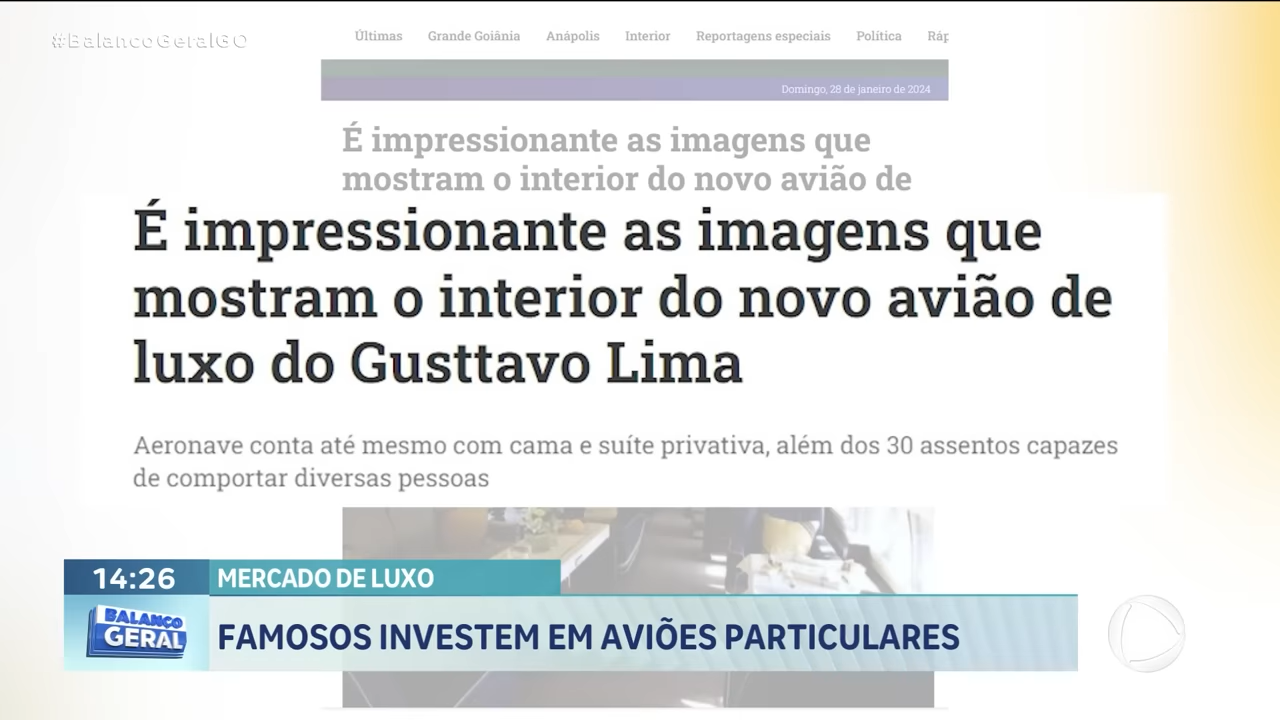 #BalancoGeralGO
Últimas Grande Goiânia Anápolis Interior Reportagens especiais Política Ráp
Domingo, 28 de janeiro de 2024
É impressionante as imagens que
mostram o interior do novo avião de
É impressionante as imagens que
mostram o interior do novo avião de
luxo do Gusttavo Lima
Aeronave conta até mesmo com cama e suíte privativa, além dos 30 assentos capazes
de comportar diversas pessoas
14:26 MERCADO DE LUXO
BALANÇO
GERAL
FAMOSOS INVESTEM EM AVIÕES PARTICULARES